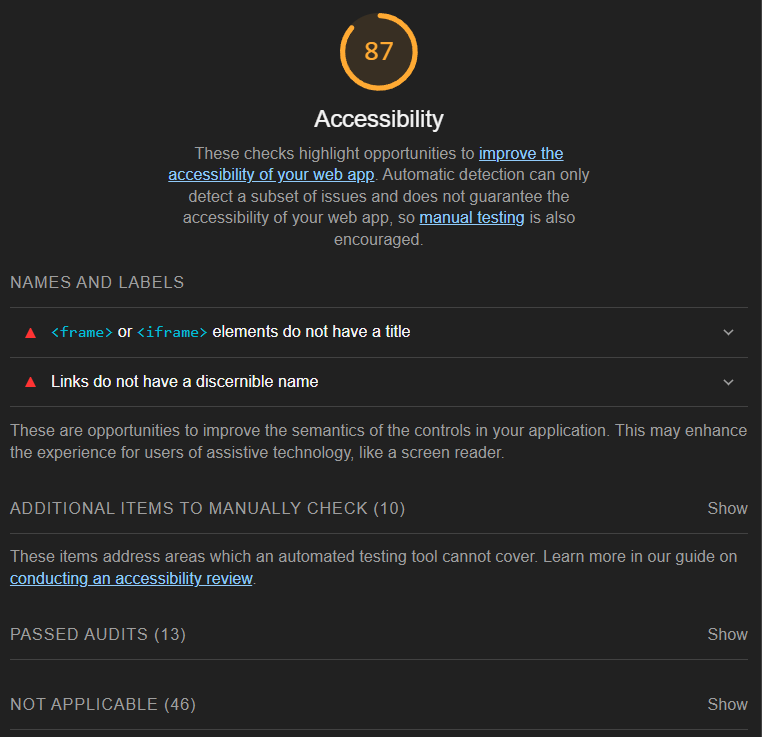 87
Accessibility
These checks highlight opportunities to improve the
accessibility of your web app. Automatic detection can only
detect a subset of issues and does not guarantee the
accessibility of your web app, so manual testing is also
encouraged.
NAMES AND LABELS
<frame> or <iframe> elements do not have a title
Links do not have a discernible name
These are opportunities to improve the semantics of the controls in your application. This may enhance
the experience for users of assistive technology, like a screen reader.
ADDITIONAL ITEMS TO MANUALLY CHECK (10) Show
These items address areas which an automated testing tool cannot cover. Learn more in our guide on
conducting an accessibility review.
PASSED AUDITS (13) Show
NOT APPLICABLE (46) Show